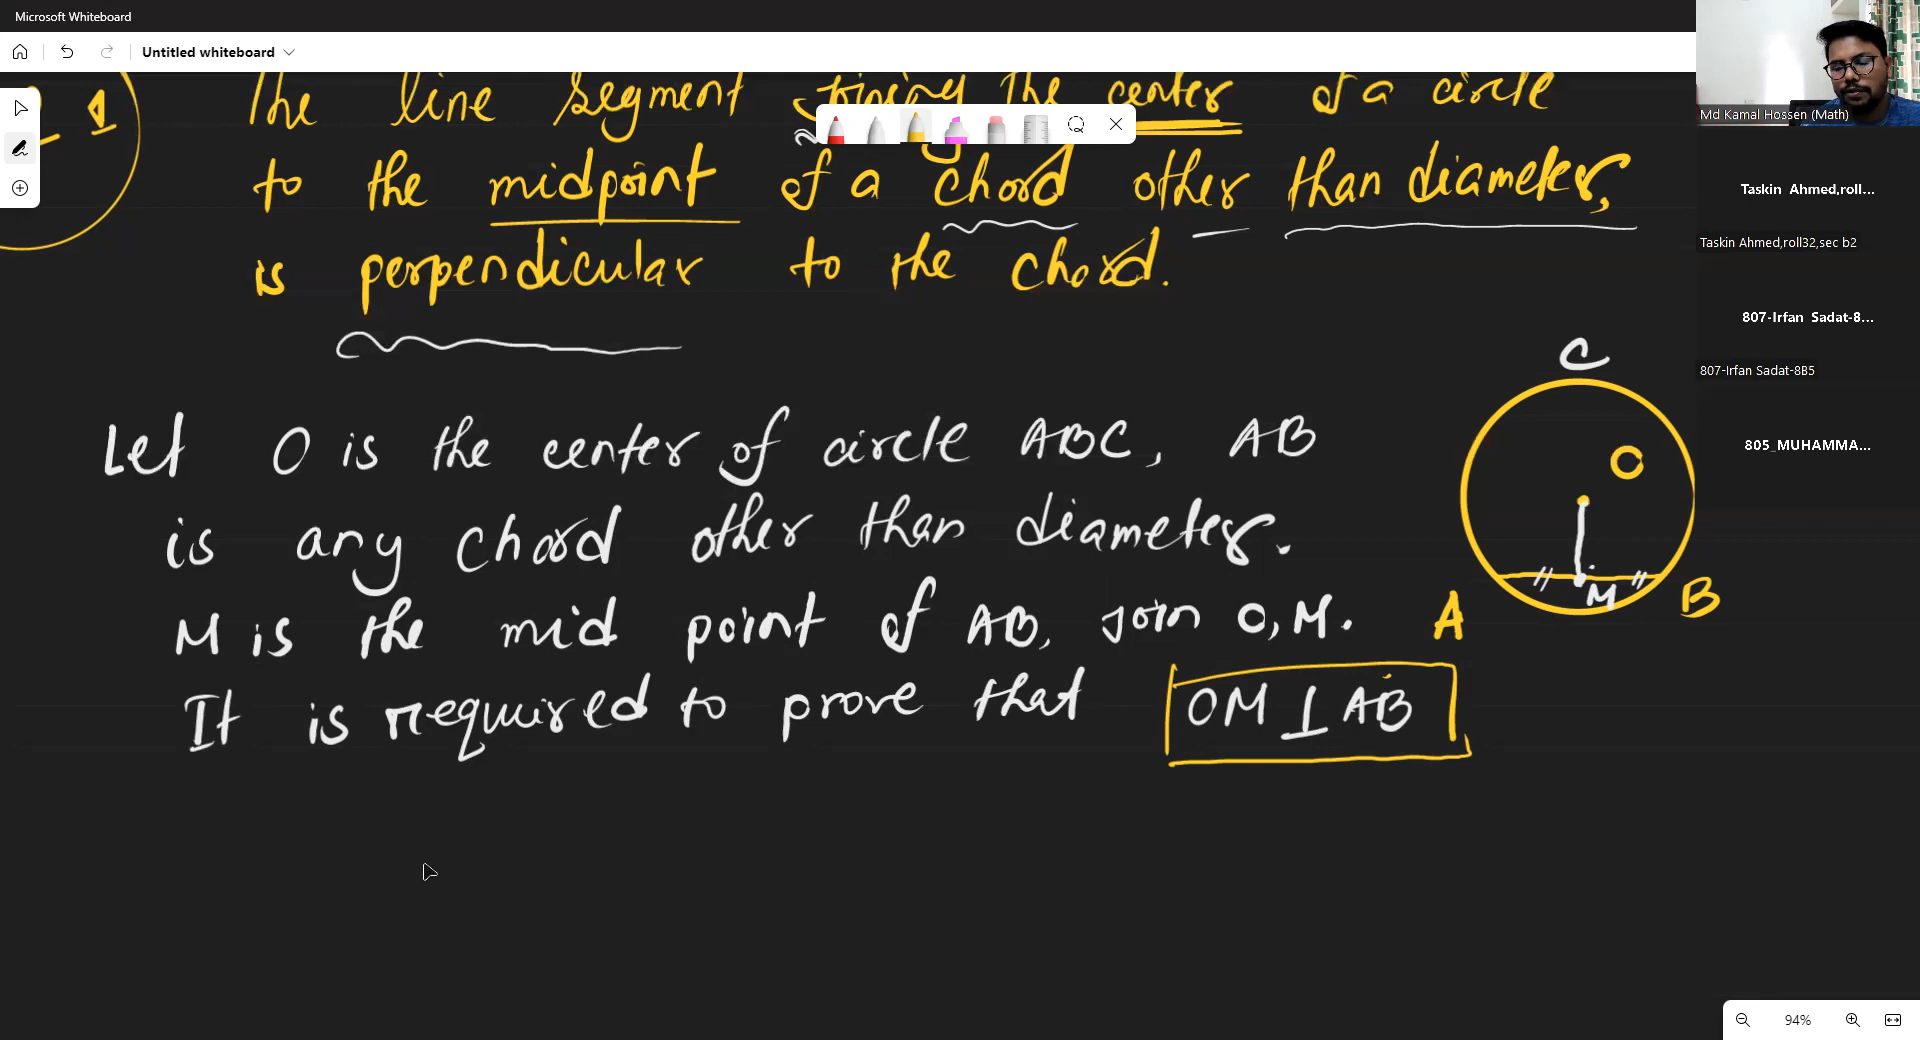 Microsoft Whiteboard
Untitled whiteboard
1
The line segment joining the center of a circle
to the midpoint of a chord other than diameter,
is perpendicular to the chord.
Let O is the center of circle ABC, AB
is any chord other than diameter.
M is the mid point of AB, join O, M.
It is required to prove that OM ⊥ AB
C
O
M
A
B
Md Kamal Hossen (Math)
Taskin Ahmed,roll...
Taskin Ahmed,roll32,sec b2
807-Irfan Sadat-8...
807-Irfan Sadat-8B5
805_MUHAMMA...
94%